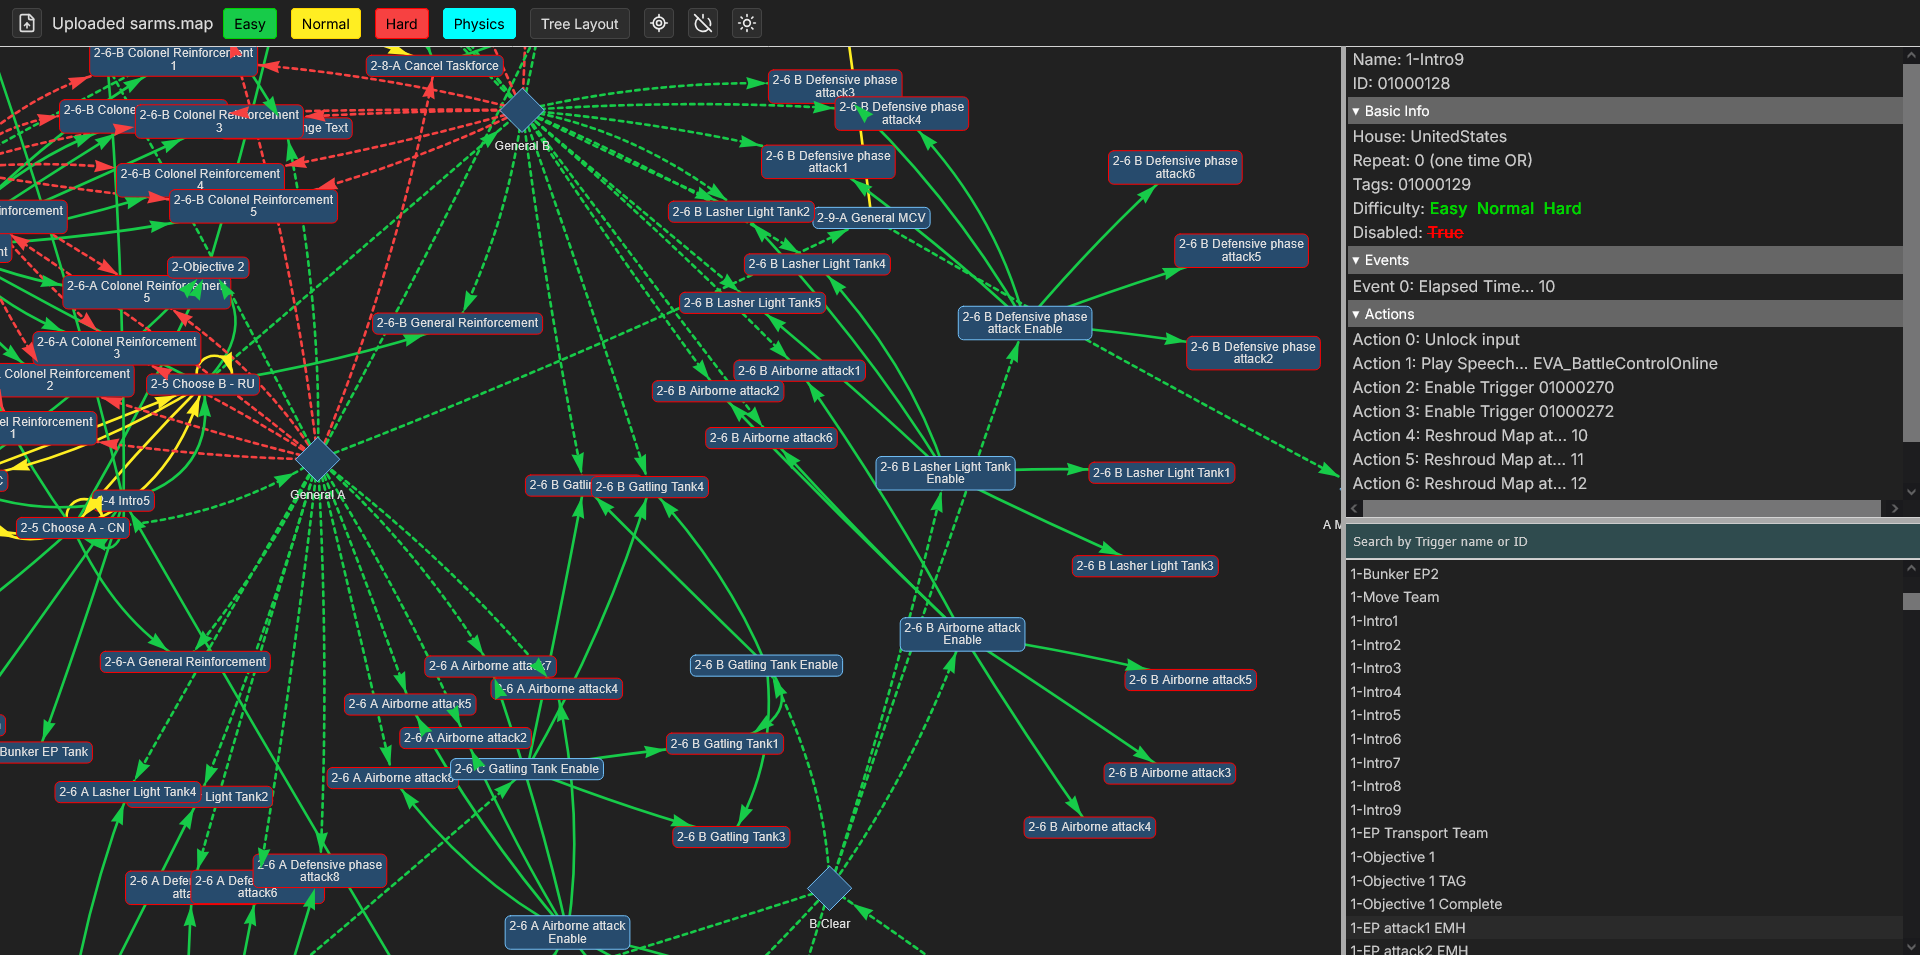 Uploaded sarms.map
Easy
Normal
Hard
Physics
Tree Layout
2-6-B Colonel Reinforcement
1
2-8-A Cancel Taskforce
2-6 B Defensive phase
attack3
2-6 B Defensive phase
attack4
2-6-B Colone
2-6-B Colonel Reinforcement
3
nge Text
General B
2-6 B Defensive phase
attack1
2-6 B Defensive phase
attack6
2-6-B Colonel Reinforcement
4
2-6-B Colonel Reinforcement
5
inforcement
nt
2-6 B Lasher Light Tank2
2-9-A General MCV
2-6 B Defensive phase
attack5
2-Objective 2
2-6 B Lasher Light Tank4
2-6-A Colonel Reinforcement
5
2-6 B Lasher Light Tank5
2-6-B General Reinforcement
2-6 B Defensive phase
attack Enable
2-6-A Colonel Reinforcement
3
2-6 B Defensive phase
attack2
Colonel Reinforcement
2
2-5 Choose B - RU
2-6 B Airborne attack1
2-6 B Airborne attack2
el Reinforcement
1
2-6 B Airborne attack6
2-6 B Lasher Light Tank
Enable
2-6 B Lasher Light Tank1
C
General A
2-6 B Gatlin
2-6 B Gatling Tank4
2-4 Intro5
2-5 Choose A - CN
A M
2-6 B Lasher Light Tank3
2-6 B Airborne attack
Enable
2-6-A General Reinforcement
2-6 A Airborne attack7
2-6 B Gatling Tank Enable
2-6 B Airborne attack5
2-6 A Airborne attack4
2-6 A Airborne attack5
2-6 A Airborne attack2
2-6 B Gatling Tank1
Bunker EP Tank
2-6 A Airborne attack8
2-6 C Gatling Tank Enable
2-6 B Airborne attack3
2-6 A Lasher Light Tank4
Light Tank2
2-6 B Airborne attack4
2-6 B Gatling Tank3
2-6 A Defensive phase
attack8
2-6 A Defen
atta
2-6 A Defe
attack6
B Clear
2-6 A Airborne attack
Enable
Name: 1-Intro9
ID: 01000128
▾ Basic Info
House: UnitedStates
Repeat: 0 (one time OR)
Tags: 01000129
Difficulty: Easy Normal Hard
Disabled: True
▾ Events
Event 0: Elapsed Time... 10
▾ Actions
Action 0: Unlock input
Action 1: Play Speech... EVA_BattleControlOnline
Action 2: Enable Trigger 01000270
Action 3: Enable Trigger 01000272
Action 4: Reshroud Map at... 10
Action 5: Reshroud Map at... 11
Action 6: Reshroud Map at... 12
Search by Trigger name or ID
1-Bunker EP2
1-Move Team
1-Intro1
1-Intro2
1-Intro3
1-Intro4
1-Intro5
1-Intro6
1-Intro7
1-Intro8
1-Intro9
1-EP Transport Team
1-Objective 1
1-Objective 1 TAG
1-Objective 1 Complete
1-EP attack1 EMH
1-EP attack2 EMH